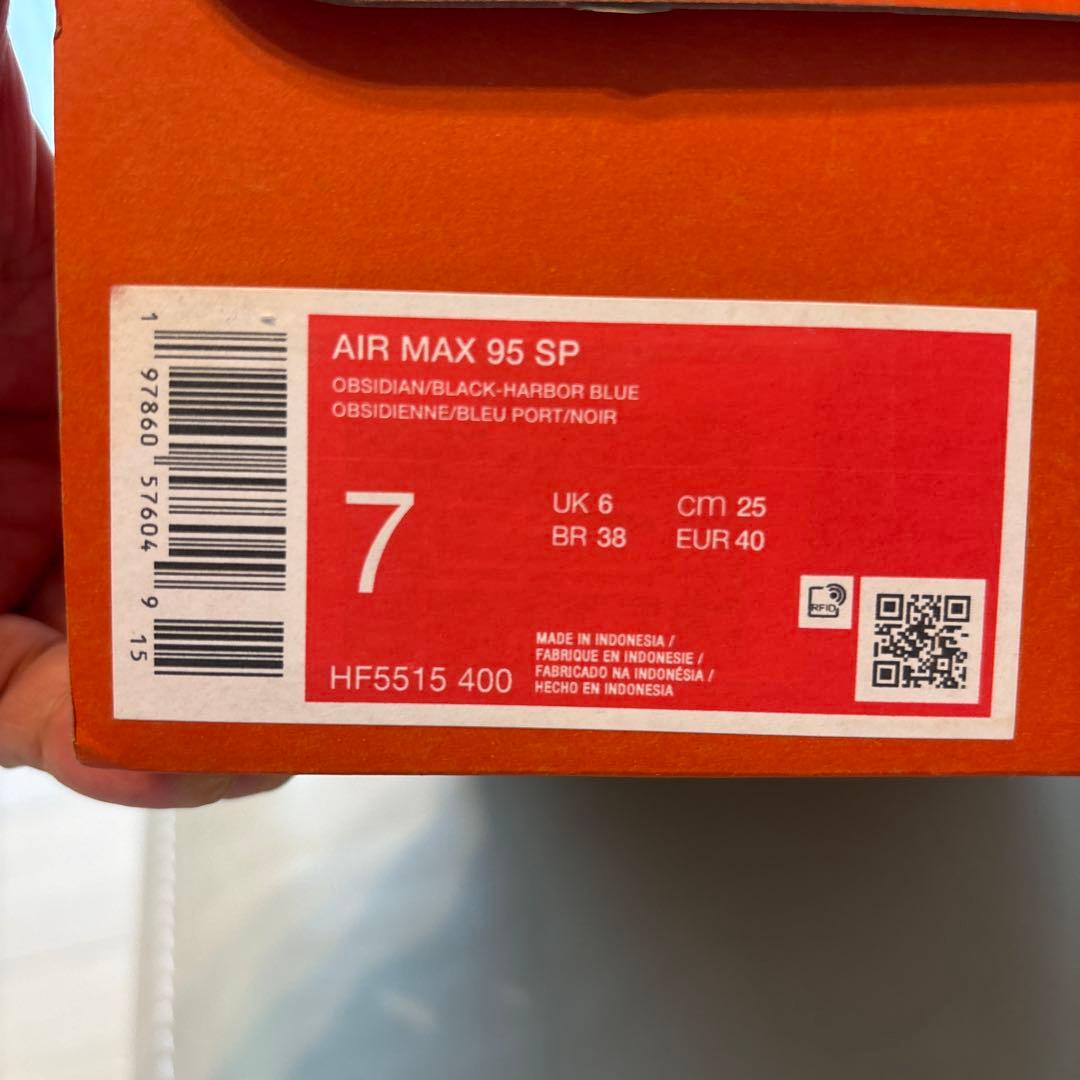 AIR MAX 95 SP
OBSIDIAN/BLACK-HARBOR BLUE
OBSIDIENNE/BLEU PORT/NOIR
7
UK 6
cm 25
BR 38
EUR 40
RFID
HF5515 400
MADE IN INDONESIA /
FABRIQUE EN INDONESIE /
FABRICADO NA INDONÉSIA /
HECHO EN INDONESIA
1 97860 57604 9 15